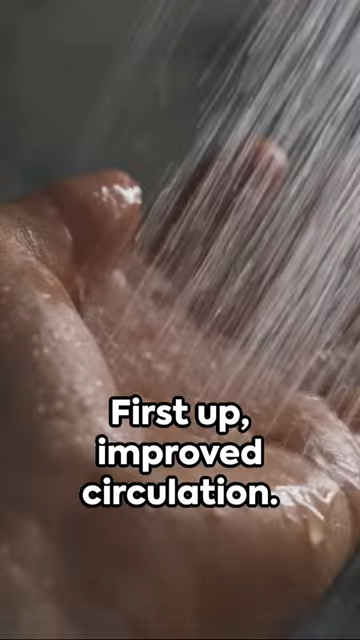 First up,
improved
circulation.